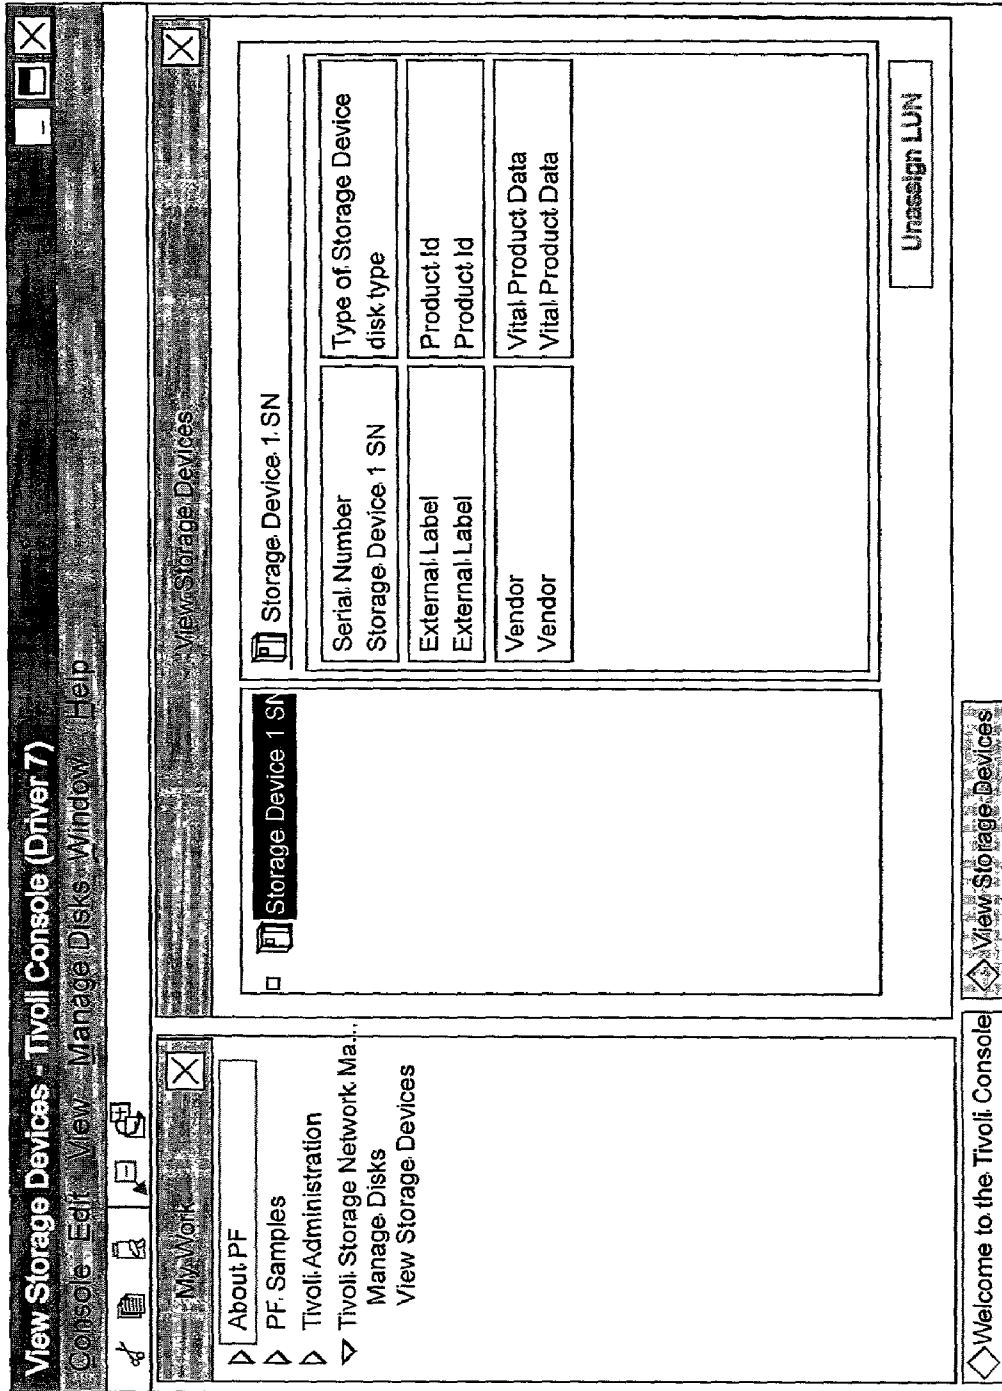 View Storage Devices - Tivoli Console (Driver 7)
Console Edit View Manage Disks Window Help
My Work
About PF
PF Samples
Tivoli Administration
Tivoli Storage Network Ma...
Manage Disks
View Storage Devices
View Storage Devices
Storage Device 1 SN
Storage Device 1 SN
Serial Number
Storage Device 1 SN
Type of Storage Device
disk type
External Label
External Label
Product Id
Product Id
Vendor
Vendor
Vital Product Data
Vital Product Data
Unassign LUN
Welcome to the Tivoli Console
View Storage Devices